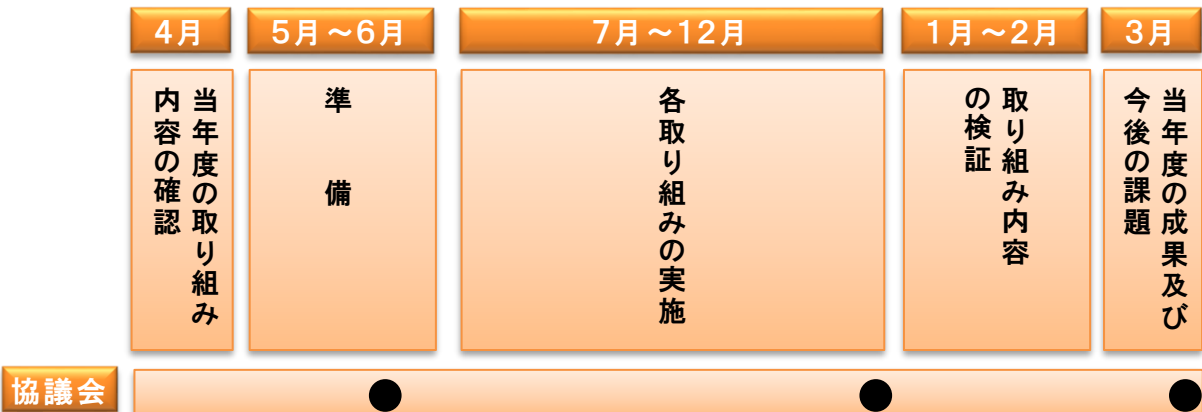 4月
5月～6月
7月～12月
1月～2月
3月
当年度の取り組み
内容の確認
準　備
各取り組みの実施
取り組み内容
の検証
当年度の成果及び
今後の課題
協議会